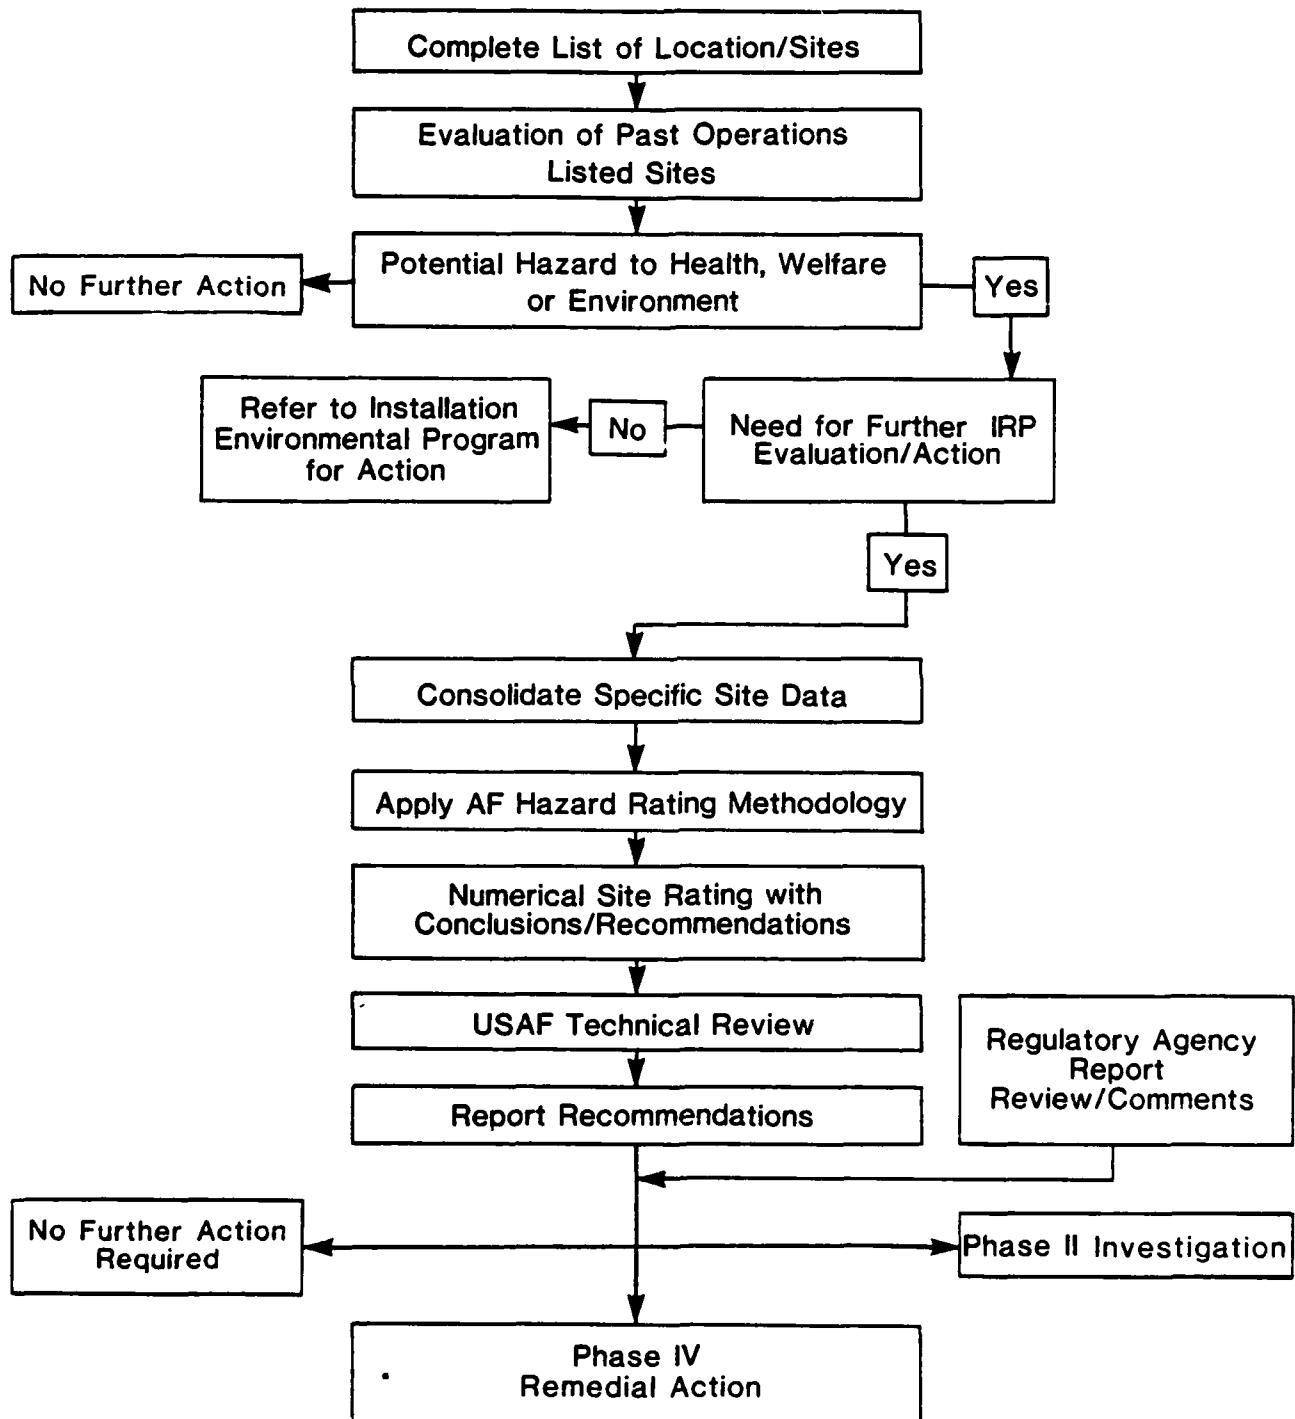 Complete List of Location/Sites
Evaluation of Past Operations
Listed Sites
Potential Hazard to Health, Welfare
or Environment
No Further Action
Yes
Refer to Installation
Environmental Program
for Action
No
Need for Further IRP
Evaluation/Action
Yes
Consolidate Specific Site Data
Apply AF Hazard Rating Methodology
Numerical Site Rating with
Conclusions/Recommendations
USAF Technical Review
Regulatory Agency
Report
Review/Comments
Report Recommendations
No Further Action
Required
Phase II Investigation
Phase IV
Remedial Action